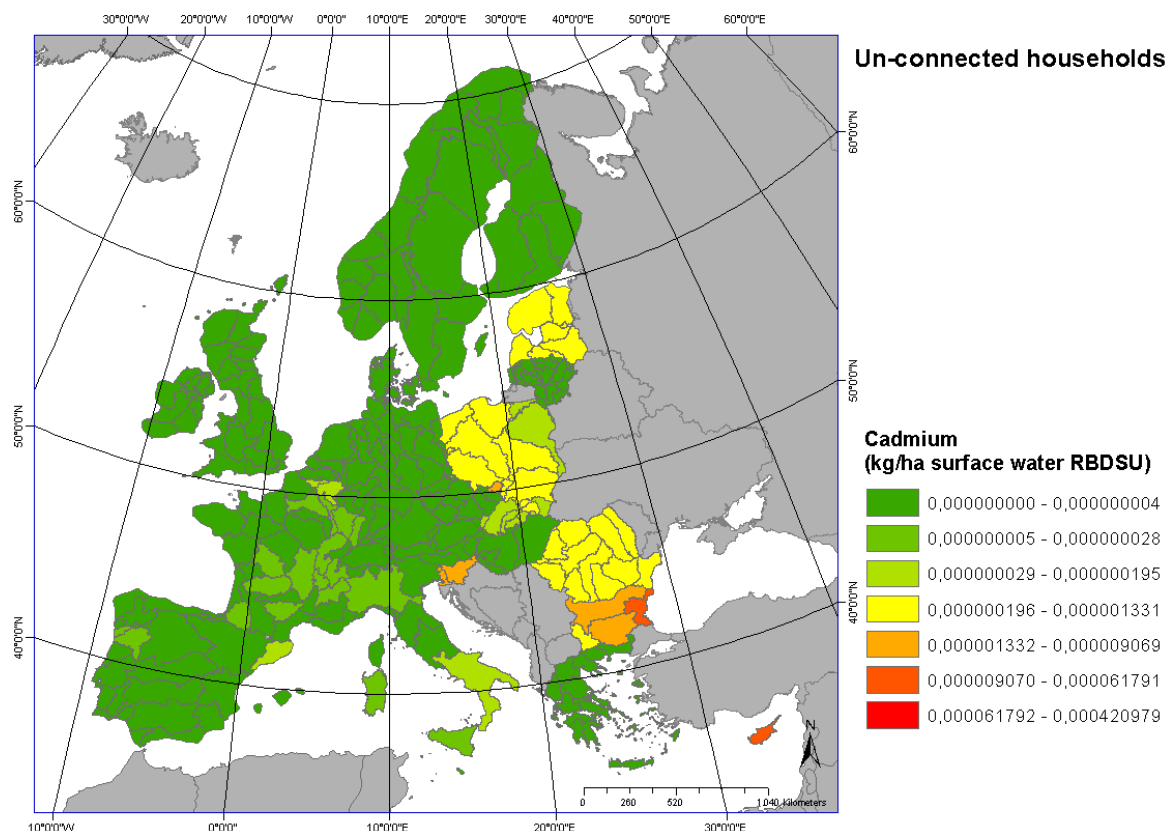 30°0'0"W 20°0'0"W 10°0'0"W 0°0'0" 10°0'0"E 20°0'0"E 30°0'0"E 40°0'0"E 50°0'0"E 60°0'0"E
Un-connected households
60°0'0"N
60°0'0"N
50°0'0"N
50°0'0"N
40°0'0"N
40°0'0"N
Cadmium
(kg/ha surface water RBDSU)
0,000000000 - 0,000000004
0,000000005 - 0,000000028
0,000000029 - 0,000000195
0,000000196 - 0,000001331
0,000001332 - 0,000009069
0,000009070 - 0,000061791
0,000061792 - 0,000420979
N
0 260 520 1 040 Kilometers
10°0'0"W 0°0'0" 10°0'0"E 20°0'0"E 30°0'0"E